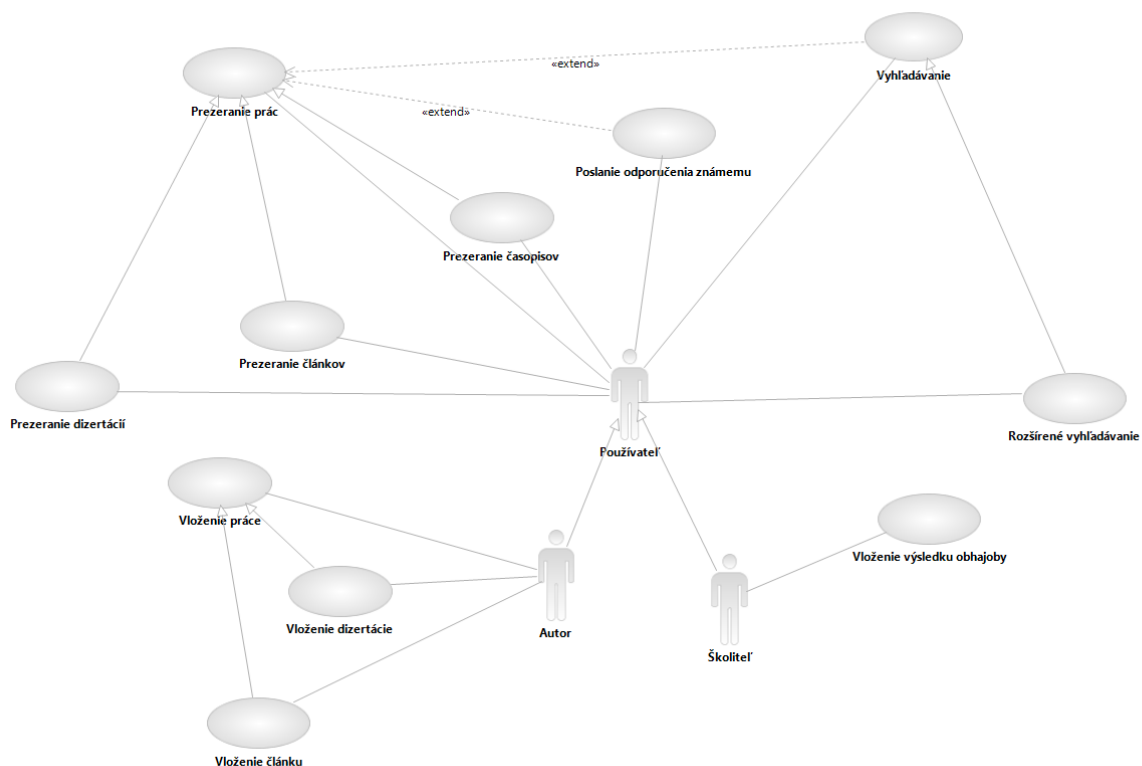 «extend»
Vyhľadávanie
Prezeranie prác
«extend»
Poslanie odporučenia známemu
Prezeranie časopisov
Prezeranie článkov
Prezeranie dizertácií
Rozšírené vyhľadávanie
Používateľ
Vloženie práce
Vloženie výsledku obhajoby
Vloženie dizertácie
Autor
Školiteľ
Vloženie článku